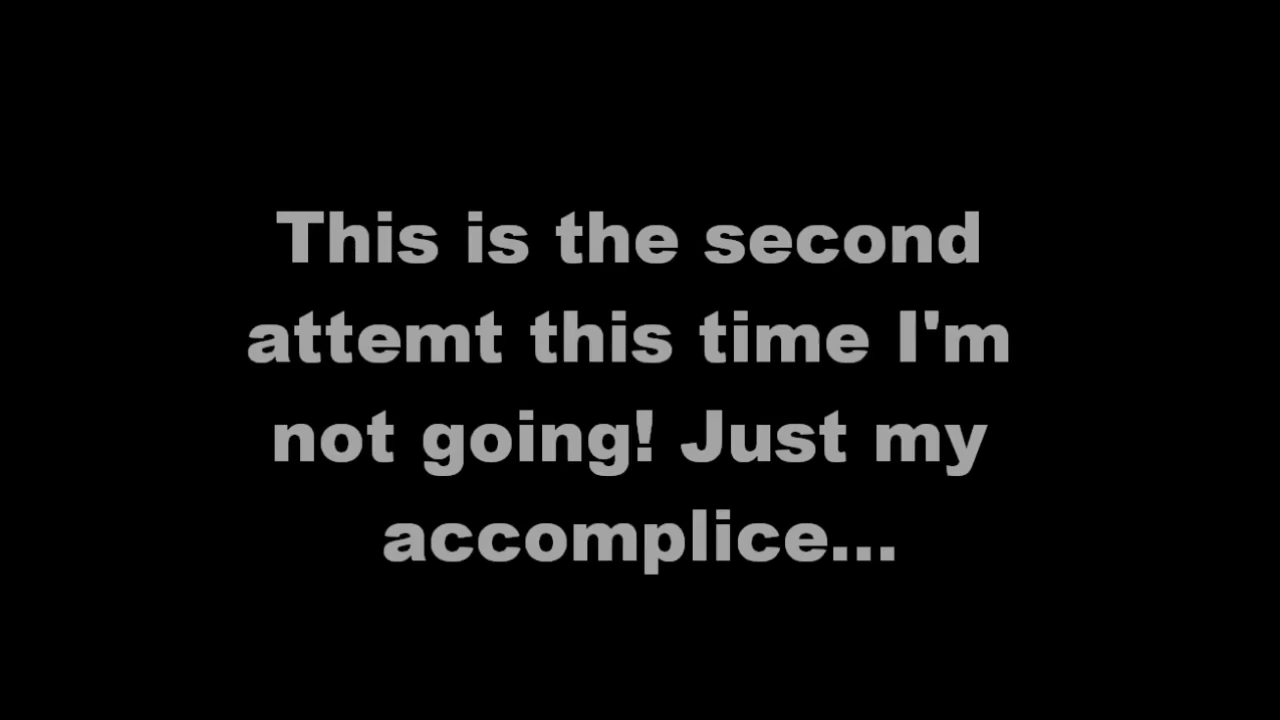 This is the second
attemt this time I'm
not going! Just my
accomplice...